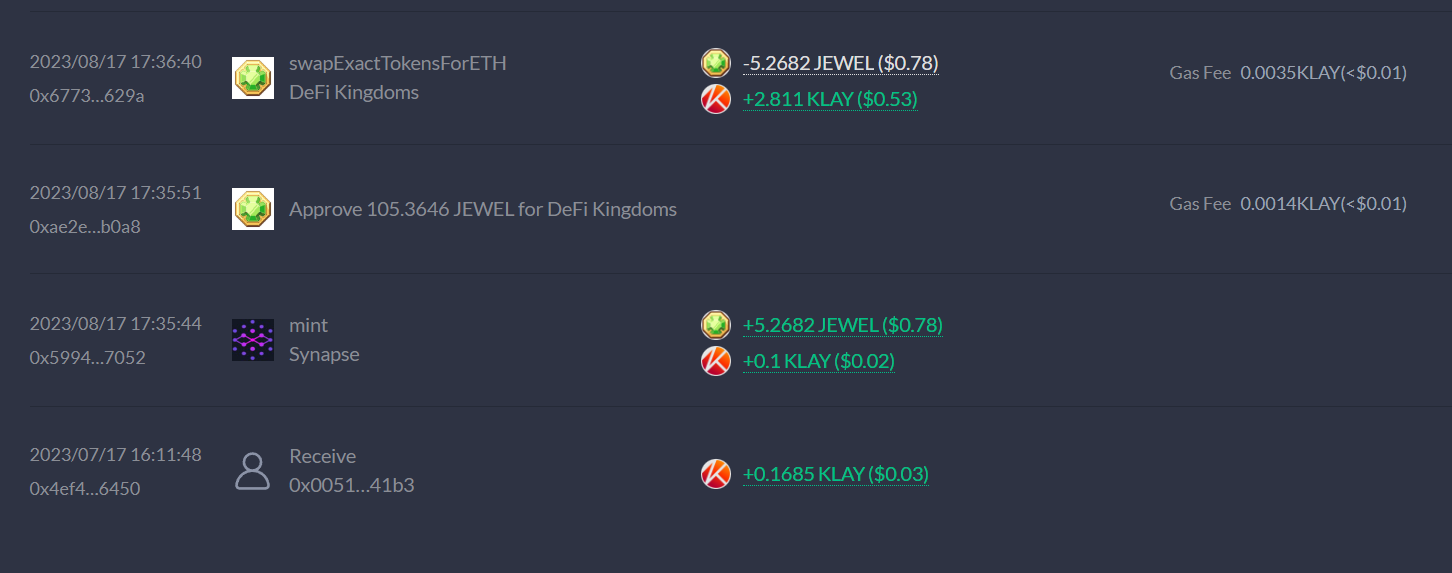 2023/08/17 17:36:40
0x6773...629a
swapExactTokensForETH
DeFi Kingdoms
-5.2682 JEWEL ($0.78)
+2.811 KLAY ($0.53)
Gas Fee 0.0035KLAY(<$0.01)
2023/08/17 17:35:51
0xae2e...b0a8
Approve 105.3646 JEWEL for DeFi Kingdoms
Gas Fee 0.0014KLAY(<$0.01)
2023/08/17 17:35:44
0x5994...7052
mint
Synapse
+5.2682 JEWEL ($0.78)
+0.1 KLAY ($0.02)
2023/07/17 16:11:48
0x4ef4...6450
Receive
0x0051...41b3
+0.1685 KLAY ($0.03)